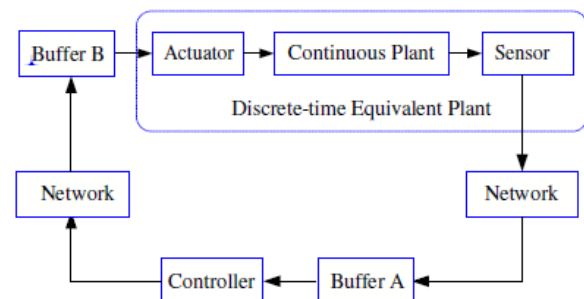 Buffer B
Actuator
Continuous Plant
Sensor
Discrete-time Equivalent Plant
Network
Network
Controller
Buffer A